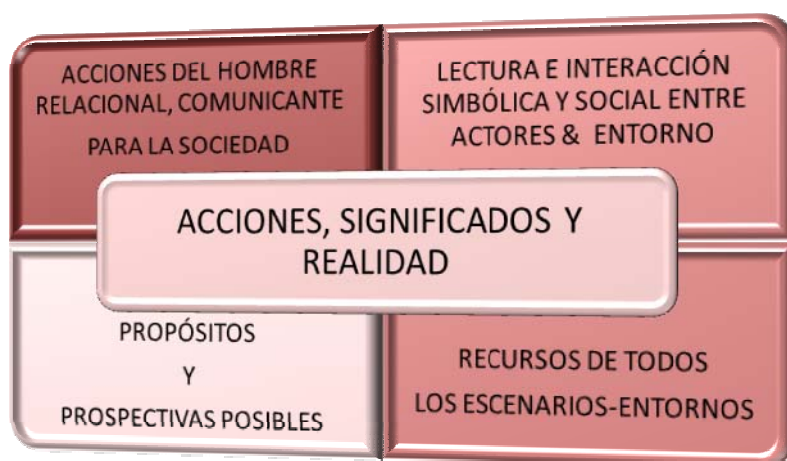 ACCIONES DEL HOMBRE
RELACIONAL, COMUNICANTE
PARA LA SOCIEDAD
LECTURA E INTERACCIÓN
SIMBÓLICA Y SOCIAL ENTRE
ACTORES & ENTORNO
ACCIONES, SIGNIFICADOS Y
REALIDAD
PROPÓSITOS
Y
PROSPECTIVAS POSIBLES
RECURSOS DE TODOS
LOS ESCENARIOS-ENTORNOS